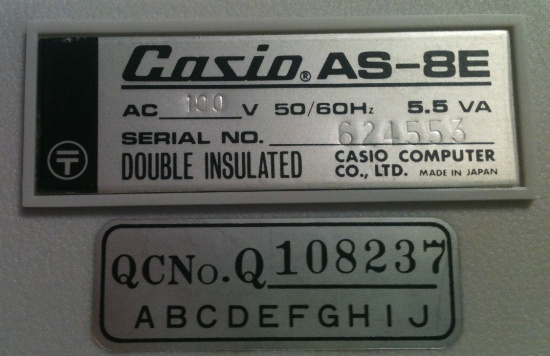 Casio® AS-8E
AC 100 V 50/60Hz 5.5 VA
SERIAL NO. 624553
DOUBLE INSULATED CASIO COMPUTER CO., LTD. MADE IN JAPAN
QCNo. Q108237
ABCDEFGHIJ